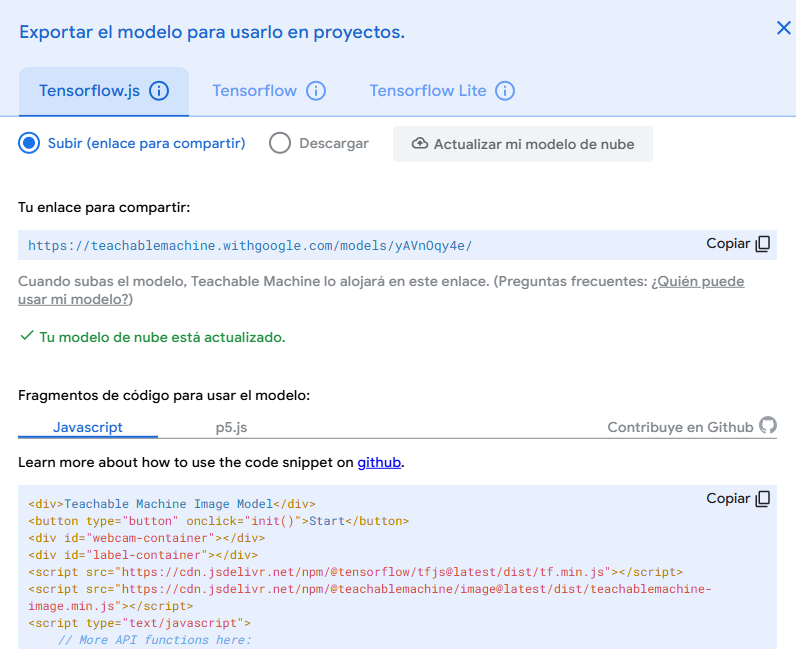 Exportar el modelo para usarlo en proyectos.
Tensorflow.js
Tensorflow
Tensorflow Lite
Subir (enlace para compartir)
Descargar
Actualizar mi modelo de nube
Tu enlace para compartir:
https://teachablemachine.withgoogle.com/models/yAVnOqy4e/
Copiar
Cuando subas el modelo, Teachable Machine lo alojará en este enlace. (Preguntas frecuentes: ¿Quién puede
usar mi modelo?)
Tu modelo de nube está actualizado.
Fragmentos de código para usar el modelo:
Javascript
p5.js
Contribuye en Github
Learn more about how to use the code snippet on github.
Copiar
<div>Teachable Machine Image Model</div>
<button type="button" onclick="init()">Start</button>
<div id="webcam-container"></div>
<div id="label-container"></div>
<script src="https://cdn.jsdelivr.net/npm/@tensorflow/tfjs@latest/dist/tf.min.js"></script>
<script src="https://cdn.jsdelivr.net/npm/@teachablemachine/image@latest/dist/teachablemachine-
image.min.js"></script>
<script type="text/javascript">
// More API functions here: